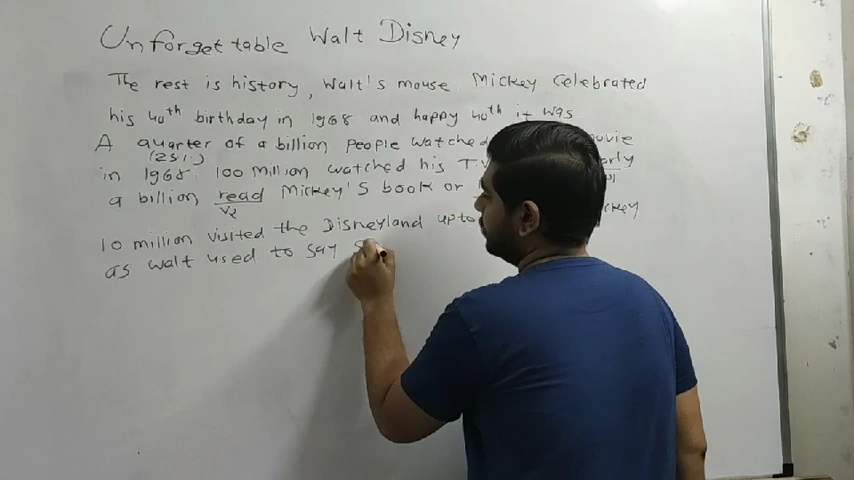 Unforgettable Walt Disney
The rest is history, Walt's mouse Mickey celebrated
his 40th birthday in 1968 and happy 40th it was
A quarter of a billion people watched
(25%)
in 1968. 100 million watched his T.V
a billion read Mickey's book or
V2
10 million visited the Disneyland upto
as walt used to say